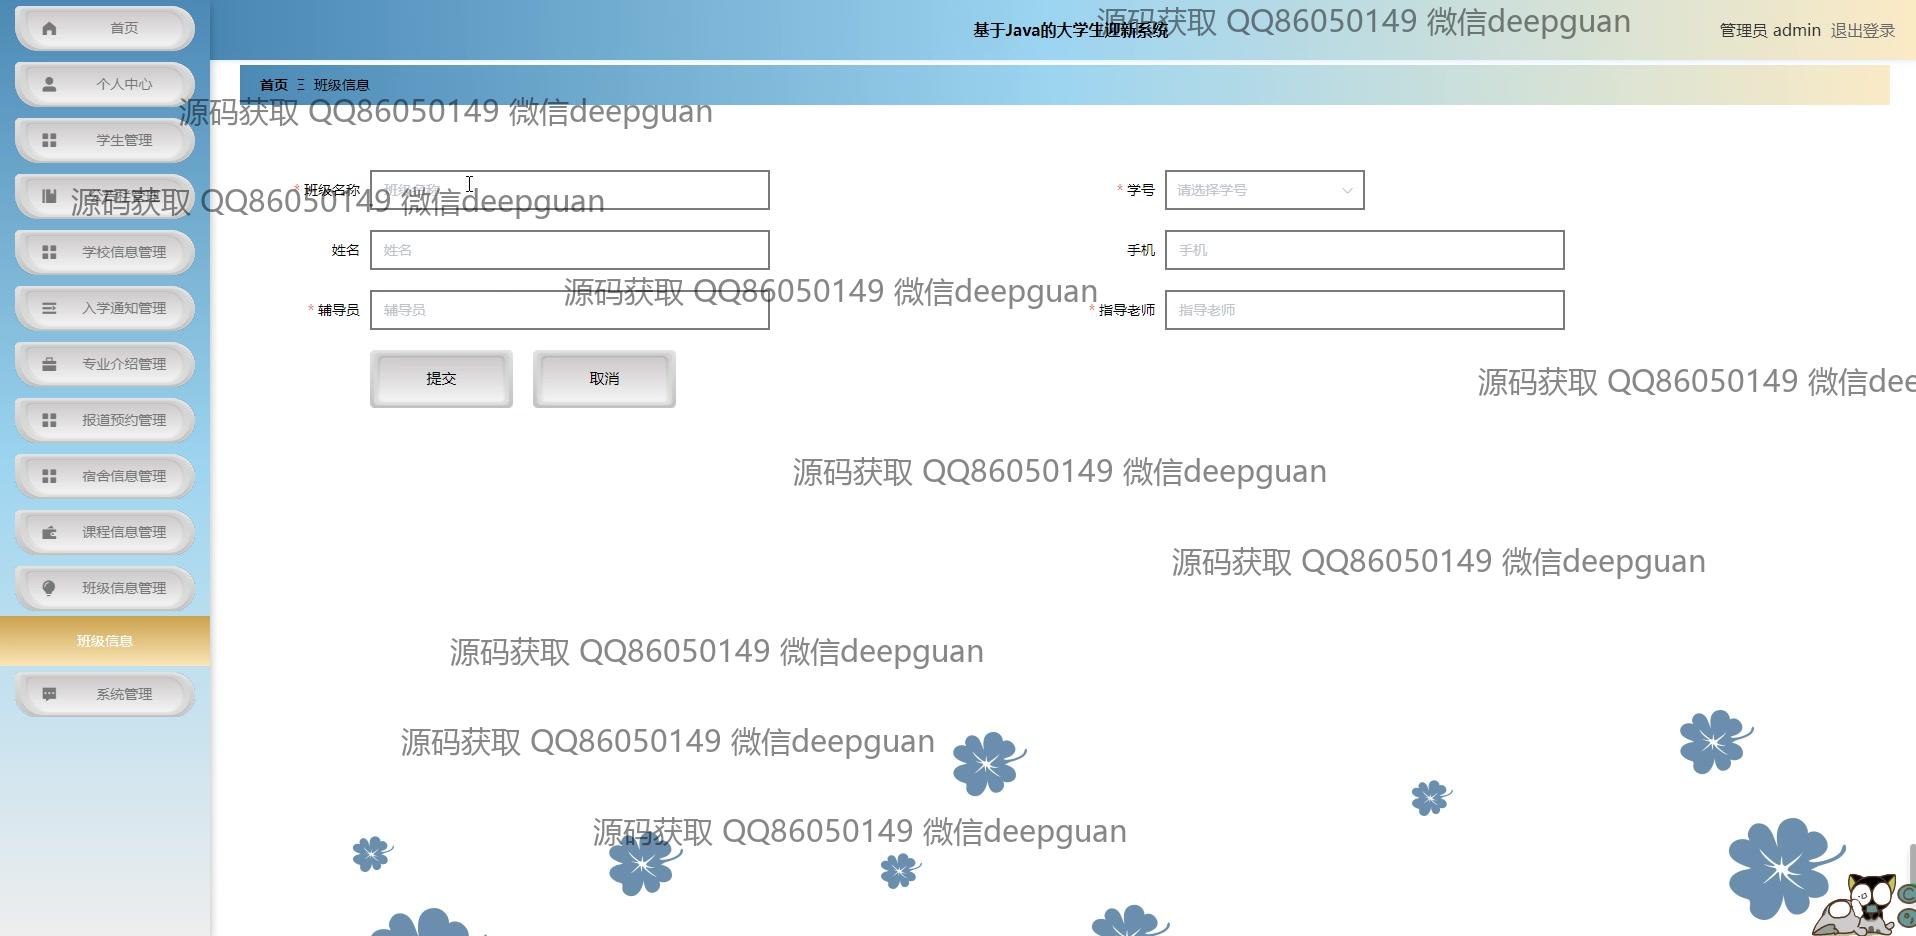 首页
个人中心
学生管理
学校信息管理
入学通知管理
专业介绍管理
报道预约管理
宿舍信息管理
课程信息管理
班级信息管理
班级信息
系统管理
基于Java的大学生迎新系统
管理员 admin 退出登录
首页 Ξ 班级信息
* 班级名称 班级名称
* 学号 请选择学号
姓名 姓名
手机 手机
* 辅导员 辅导员
* 指导老师 指导老师
提交 取消
源码获取 QQ86050149 微信deepguan
源码获取 QQ86050149 微信deepguan
源码获取 QQ86050149 微信deepguan
源码获取 QQ86050149 微信deepguan
源码获取 QQ86050149 微信dee
源码获取 QQ86050149 微信deepguan
源码获取 QQ86050149 微信deepguan
源码获取 QQ86050149 微信deepguan
源码获取 QQ86050149 微信deepguan
源码获取 QQ86050149 微信deepguan